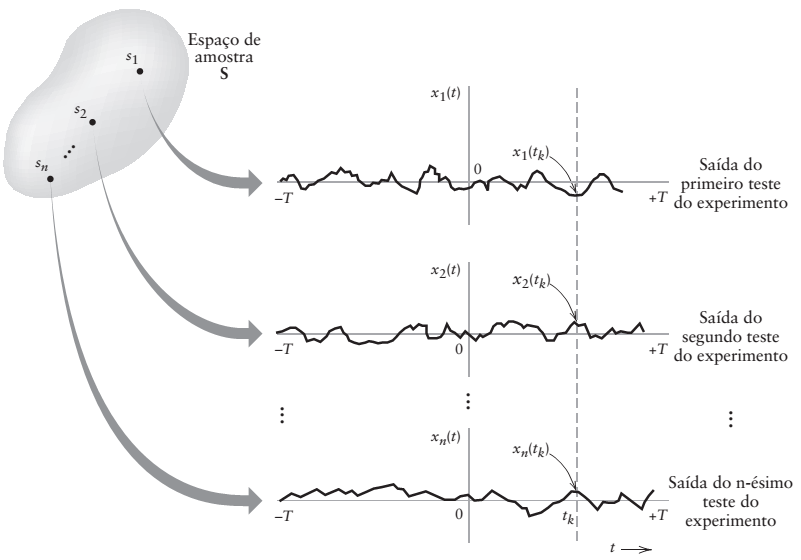 Espaço de
amostra
S
s1
s2
sn
x1(t)
x1(tk)
0
–T
+T
Saída do
primeiro teste
do experimento
x2(t)
x2(tk)
0
–T
+T
Saída do
segundo teste
do experimento
xn(t)
xn(tk)
0
–T
tk
+T
Saída do n-ésimo
teste do
experimento
t